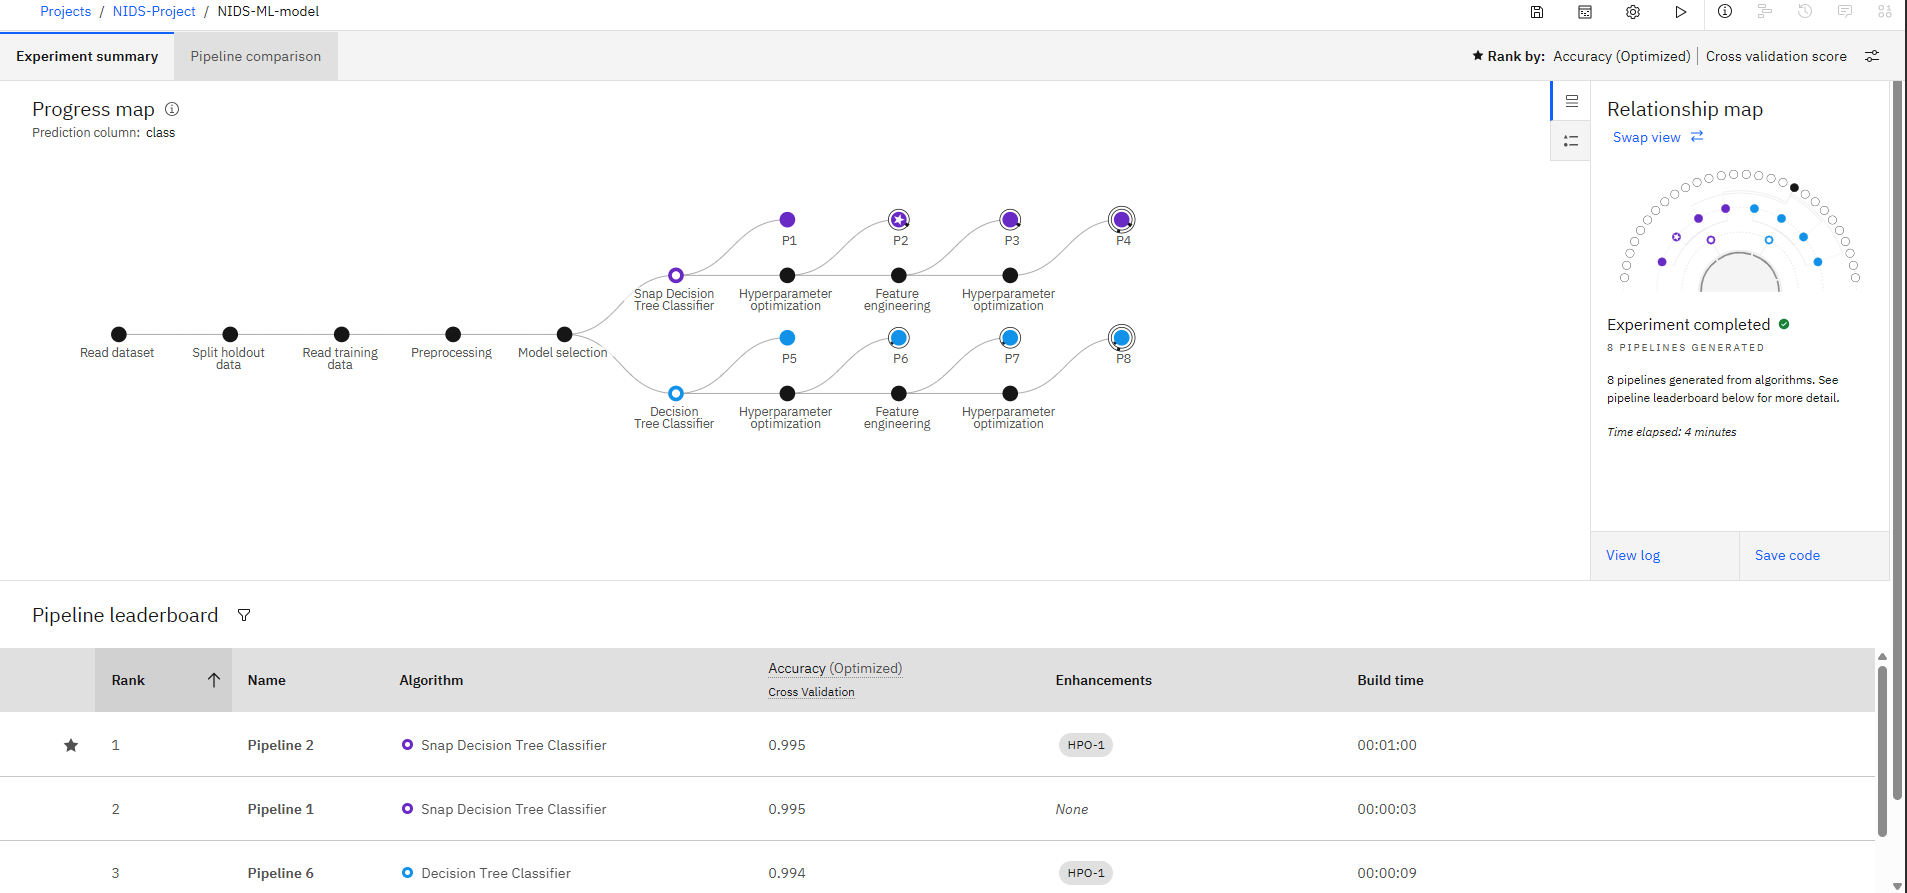 Projects / NIDS-Project / NIDS-ML-model
Experiment summary
Pipeline comparison
Rank by: Accuracy (Optimized) | Cross validation score
Progress map
Prediction column: class
P1
P2
P3
P4
Snap Decision
Tree Classifier
Hyperparameter
optimization
Feature
engineering
Hyperparameter
optimization
Read dataset
Split holdout
data
Read training
data
Preprocessing
Model selection
P5
P6
P7
P8
Decision
Tree Classifier
Hyperparameter
optimization
Feature
engineering
Hyperparameter
optimization
Relationship map
Swap view
Experiment completed
8 PIPELINES GENERATED
8 pipelines generated from algorithms. See
pipeline leaderboard below for more detail.
Time elapsed: 4 minutes
View log
Save code
Pipeline leaderboard
Rank Name Algorithm Accuracy (Optimized) Cross Validation Enhancements Build time
1 Pipeline 2 Snap Decision Tree Classifier 0.995 HPO-1 00:01:00
2 Pipeline 1 Snap Decision Tree Classifier 0.995 None 00:00:03
3 Pipeline 6 Decision Tree Classifier 0.994 HPO-1 00:00:09